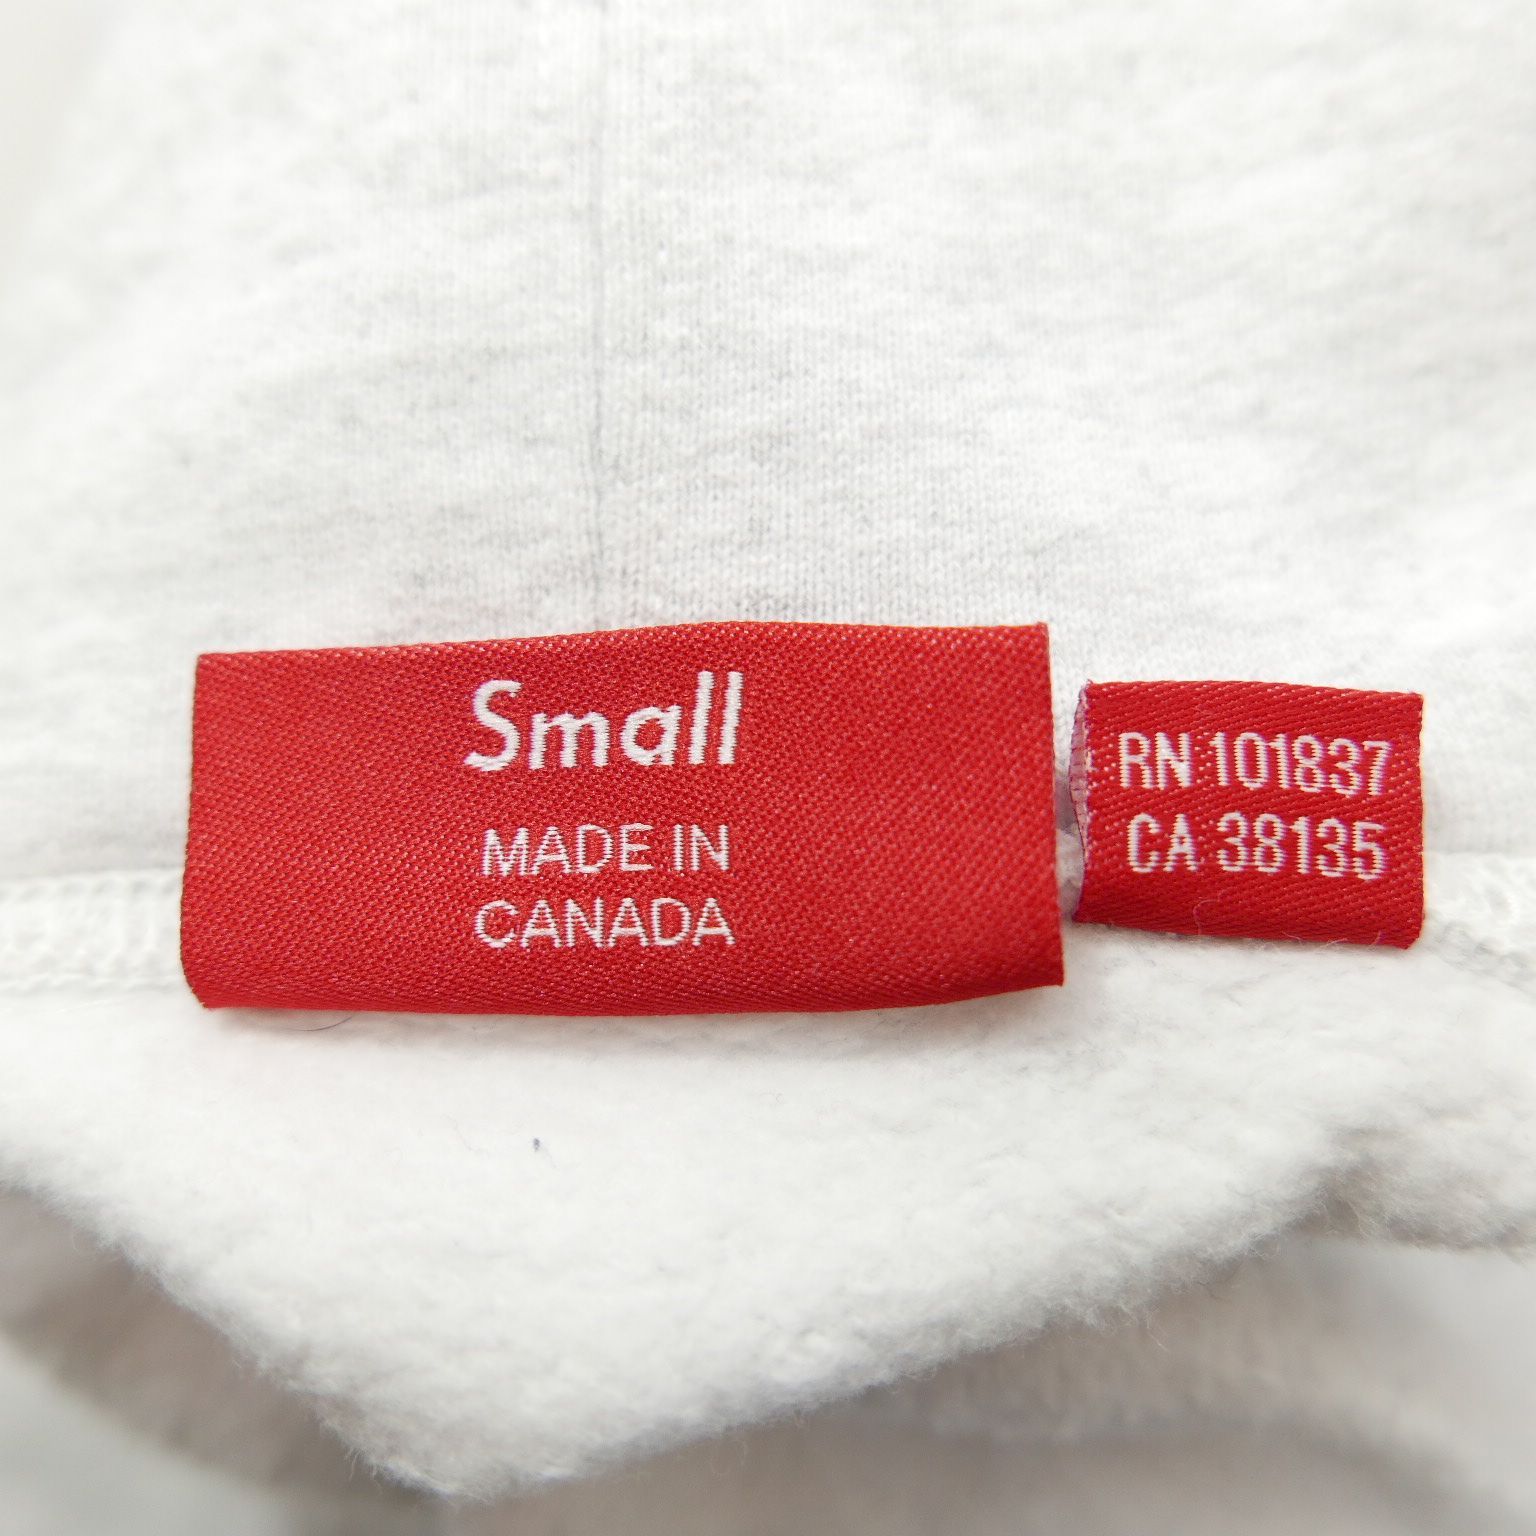 Small
MADE IN
CANADA
RN 101837
CA 38135